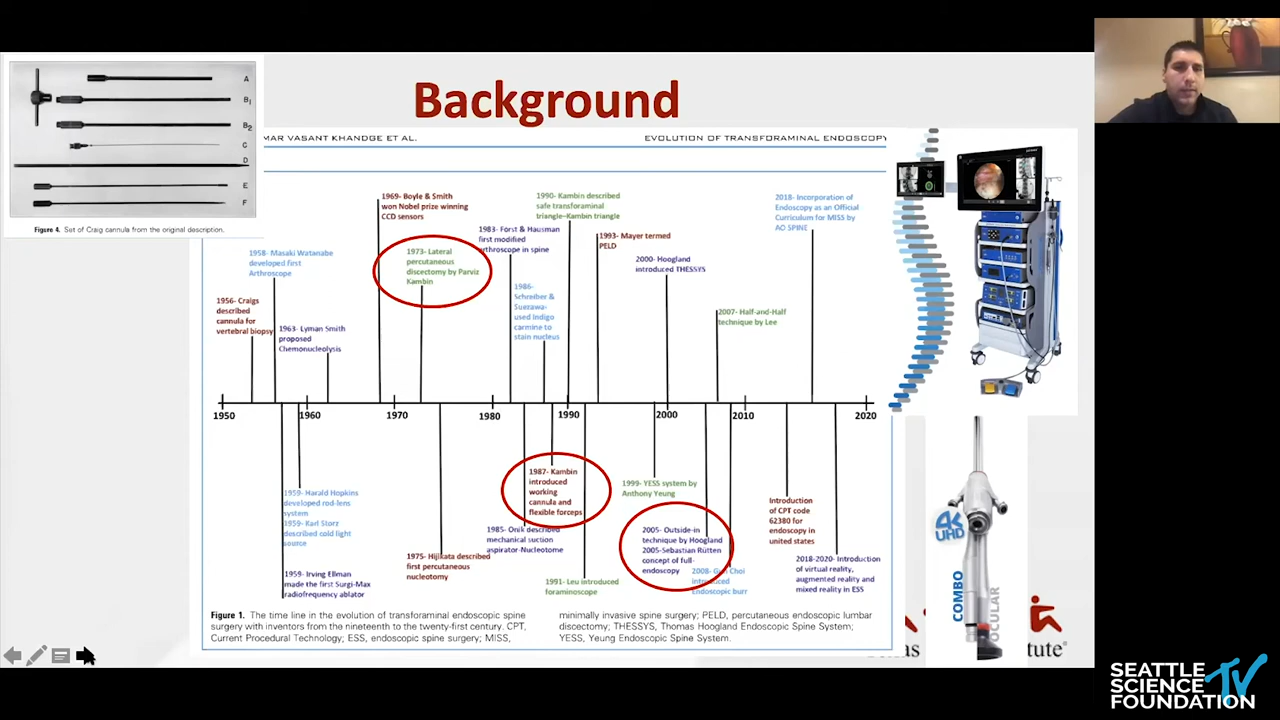 Background
A
B1
B2
C
D
E
F
Figure 4. Set of Craig cannula from the original description.
MAR VASANT KHANDGE ET AL.
EVOLUTION OF TRANSFORAMINAL ENDOSCOPY
1956- Craigs
described
cannula for
vertebral biopsy
1958- Masaki Watanabe
developed first
Arthroscope
1963- Lyman Smith
proposed
Chemonucleolysis
1969- Boyle & Smith
won Nobel prize winning
CCD sensors
1973- Lateral
percutaneous
discectomy by Parviz
Kambin
1983- Forst & Hausman
first modified
arthroscope in spine
1986-
Schreiber &
Suezawa-
used Indigo
carmine to
stain nucleus
1990- Kambin described
safe transforaminal
triangle-Kambin triangle
1993- Mayer termed
PELD
2000- Hoogland
introduced THESSYS
2007- Half-and-Half
technique by Lee
2018- Incorporation of
Endoscopy as an Official
Curriculum for MISS by
AO SPINE
1950
1960
1970
1980
1990
2000
2010
2020
1959- Harald Hopkins
developed rod-lens
system
1959- Karl Storz
described cold light
source
1959- Irving Ellman
made the first Surgi-Max
radiofrequency ablator
1975- Hijikata described
first percutaneous
nucleotomy
1987- Kambin
introduced
working
cannula and
flexible forceps
1985- Onik described
mechanical suction
aspirator-Nucleotome
1991- Leu introduced
foraminoscope
1999- YESS system by
Anthony Yeung
2005- Outside-in
technique by Hoogland
2005-Sebastian Rütten
concept of full-
endoscopy
2008- Gun Choi
introduced
Endoscopic burr
Introduction
of CPT code
62380 for
endoscopy in
united states
2018-2020- Introduction
of virtual reality,
augmented reality and
mixed reality in ESS
Figure 1. The time line in the evolution of transforaminal endoscopic spine
surgery with inventors from the nineteenth to the twenty-first century. CPT,
Current Procedural Technology; ESS, endoscopic spine surgery; MISS,
minimally invasive spine surgery; PELD, percutaneous endoscopic lumbar
discectomy; THESSYS, Thomas Hoogland Endoscopic Spine System;
YESS, Yeung Endoscopic Spine System.
4K
UHD
COMBO
OCULAR
as
tute®
SEATTLE
SCIENCE
FOUNDATION
TV